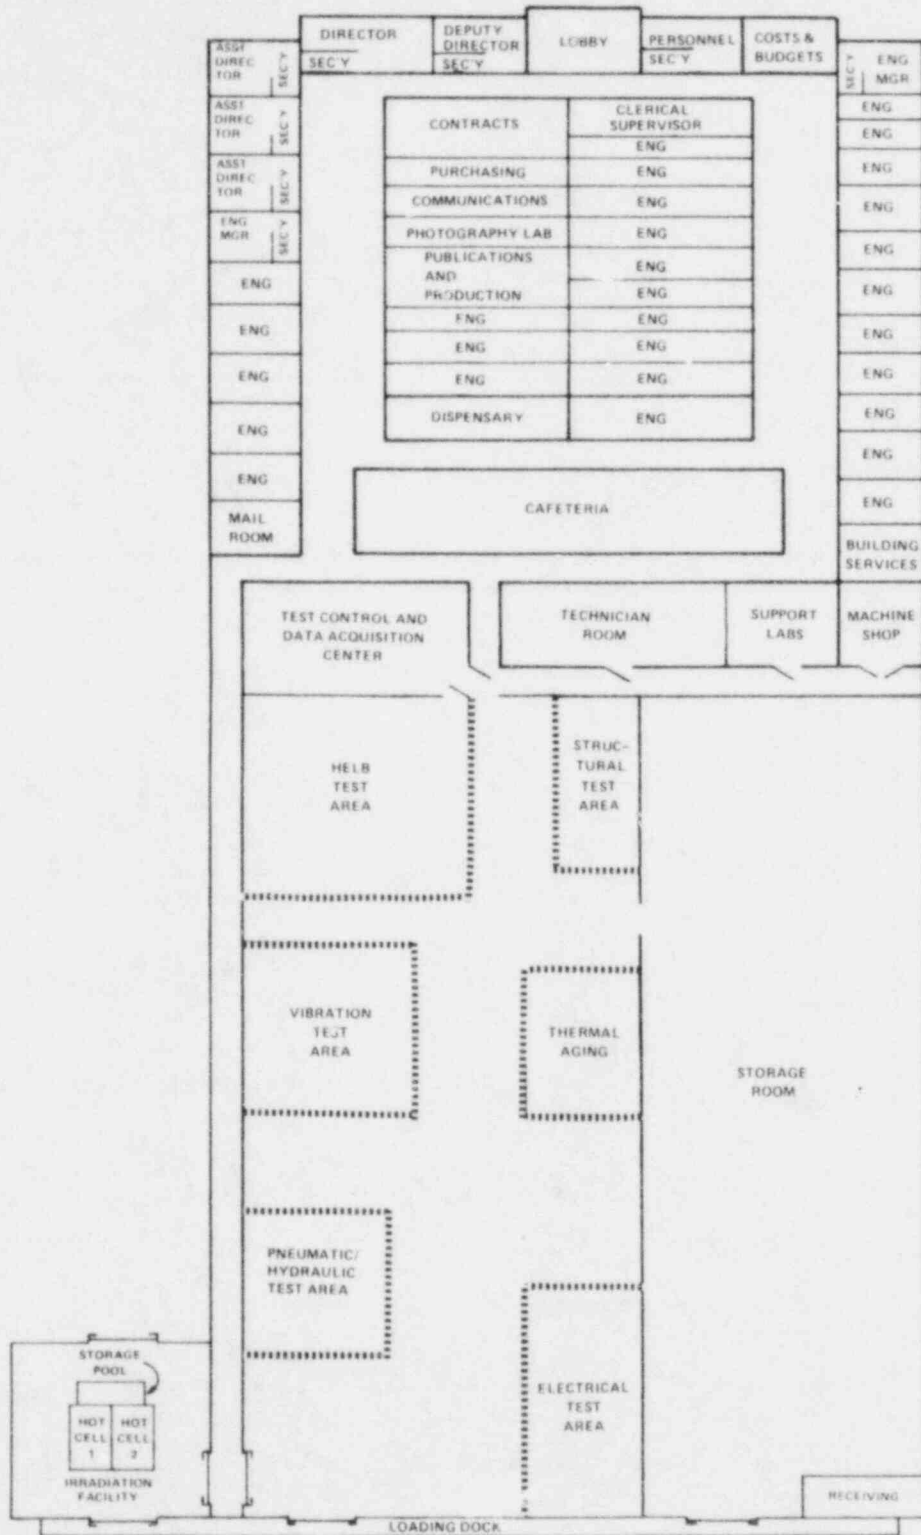 DIRECTOR
SEC'Y
DEPUTY
DIRECTOR
SEC'Y
LOBBY
PERSONNEL
SEC'Y
COSTS &
BUDGETS
ASST
DIREC
TOR
SEC'Y
ASST
DIREC
TOR
SEC'Y
ASST
DIREC
TOR
SEC'Y
ENG
MGR
SEC'Y
ENG
ENG
ENG
ENG
ENG
MAIL
ROOM
CONTRACTS
PURCHASING
COMMUNICATIONS
PHOTOGRAPHY LAB
PUBLICATIONS
AND
PRODUCTION
ENG
ENG
ENG
DISPENSARY
CLERICAL
SUPERVISOR
ENG
ENG
ENG
ENG
ENG
ENG
ENG
ENG
ENG
ENG
SEC'Y
ENG
MGR
ENG
ENG
ENG
ENG
ENG
ENG
ENG
ENG
ENG
ENG
ENG
BUILDING
SERVICES
CAFETERIA
TEST CONTROL AND
DATA ACQUISITION
CENTER
TECHNICIAN
ROOM
SUPPORT
LABS
MACHINE
SHOP
HELB
TEST
AREA
STRUC-
TURAL
TEST
AREA
VIBRATION
TEST
AREA
THERMAL
AGING
STORAGE
ROOM
PNEUMATIC/
HYDRAULIC
TEST AREA
ELECTRICAL
TEST
AREA
STORAGE
POOL
HOT
CELL
1
HOT
CELL
2
IRRADIATION
FACILITY
RECEIVING
LOADING DOCK